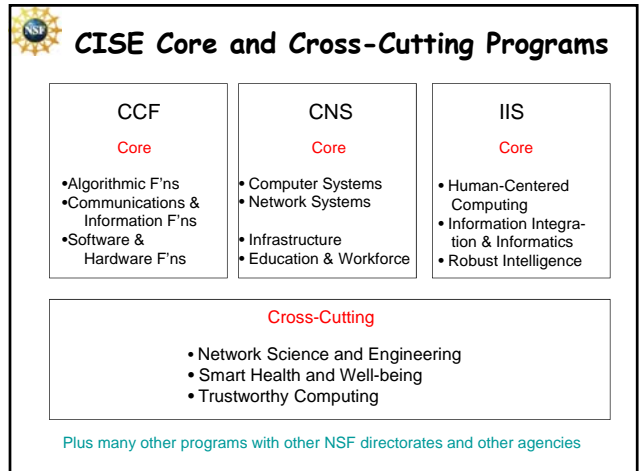 NSF
CISE Core and Cross-Cutting Programs
CCF
Core
•Algorithmic F'ns
•Communications &
Information F'ns
•Software &
Hardware F'ns
CNS
Core
• Computer Systems
• Network Systems
• Infrastructure
• Education & Workforce
IIS
Core
• Human-Centered
Computing
• Information Integra-
tion & Informatics
• Robust Intelligence
Cross-Cutting
• Network Science and Engineering
• Smart Health and Well-being
• Trustworthy Computing
Plus many other programs with other NSF directorates and other agencies